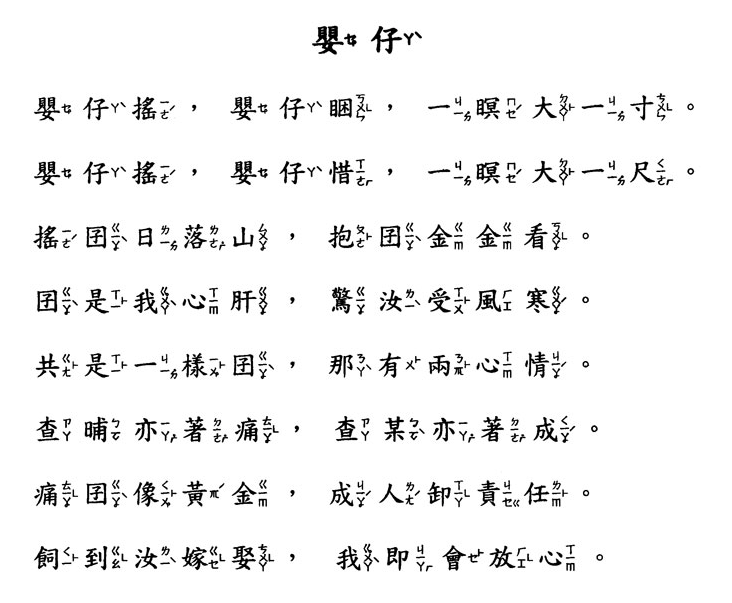 嬰仔
嬰仔搖，嬰仔睏，一瞑大一寸。
嬰仔搖，嬰仔惜，一瞑大一尺。
搖囝日落山，抱囝金金看。
囝是我心肝，驚汝受風寒。
共是一樣囝，那有兩心情。
查晡亦著痛，查某亦著成。
痛囝像黃金，成人卸責任。
飼到汝嫁娶，我即會放心。